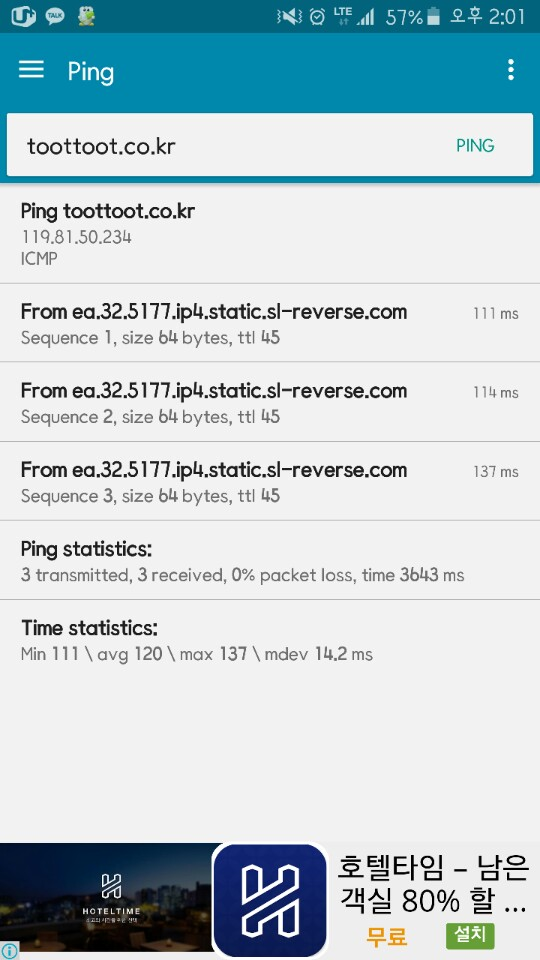 TALK
LTE
57%
오후 2:01
Ping
toottoot.co.kr
PING
Ping toottoot.co.kr
119.81.50.234
ICMP
From ea.32.5177.ip4.static.sl-reverse.com
111 ms
Sequence 1, size 64 bytes, ttl 45
From ea.32.5177.ip4.static.sl-reverse.com
114 ms
Sequence 2, size 64 bytes, ttl 45
From ea.32.5177.ip4.static.sl-reverse.com
137 ms
Sequence 3, size 64 bytes, ttl 45
Ping statistics:
3 transmitted, 3 received, 0% packet loss, time 3643 ms
Time statistics:
Min 111 \ avg 120 \ max 137 \ mdev 14.2 ms
HOTELTIME
호텔타임 - 남은
객실 80% 할 ...
무료
설치